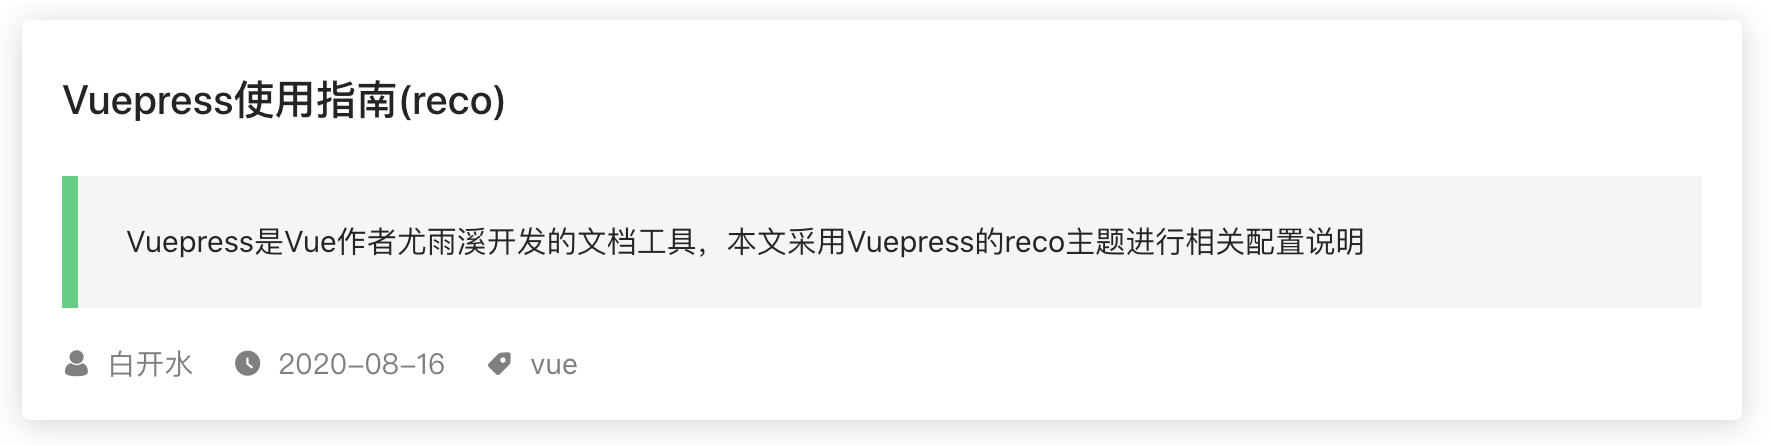 Vuepress使用指南(reco)
Vuepress是Vue作者尤雨溪开发的文档工具，本文采用Vuepress的reco主题进行相关配置说明
白开水 2020-08-16 vue